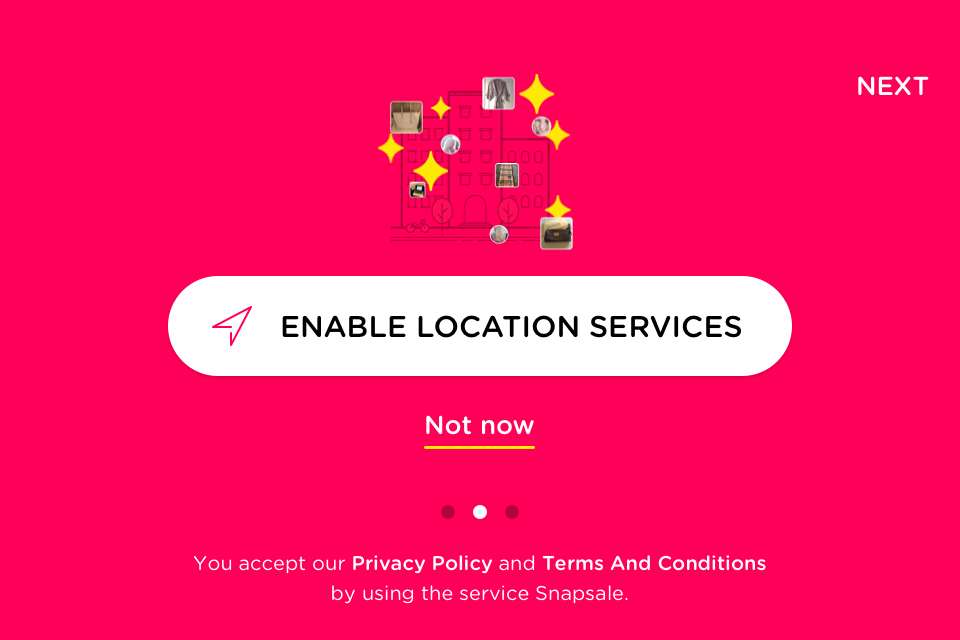 NEXT
ENABLE LOCATION SERVICES
Not now
You accept our Privacy Policy and Terms And Conditions
by using the service Snapsale.